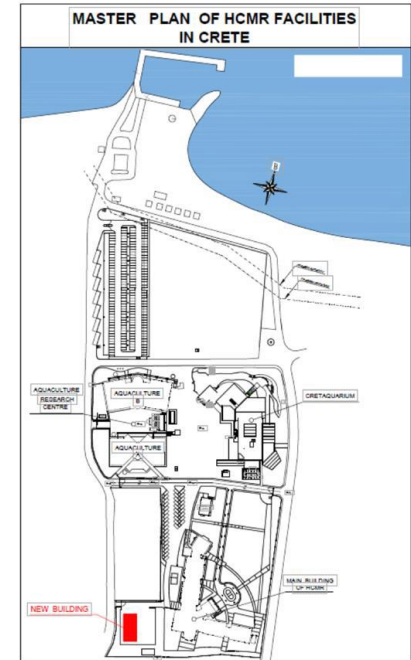 MASTER PLAN OF HCMR FACILITIES
IN CRETE
AQUACULTURE
RESEARCH
CENTRE
AQUACULTURE
B
CRETAQUARIUM
AQUACULTURE
MAIN BUILDING
OF HCMR
NEW BUILDING